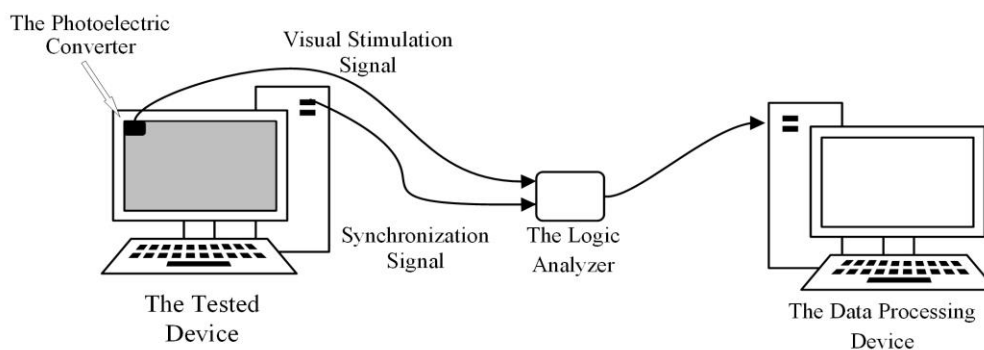 The Photoelectric
Converter
Visual Stimulation
Signal
Synchronization
Signal
The Logic
Analyzer
The Tested
Device
The Data Processing
Device